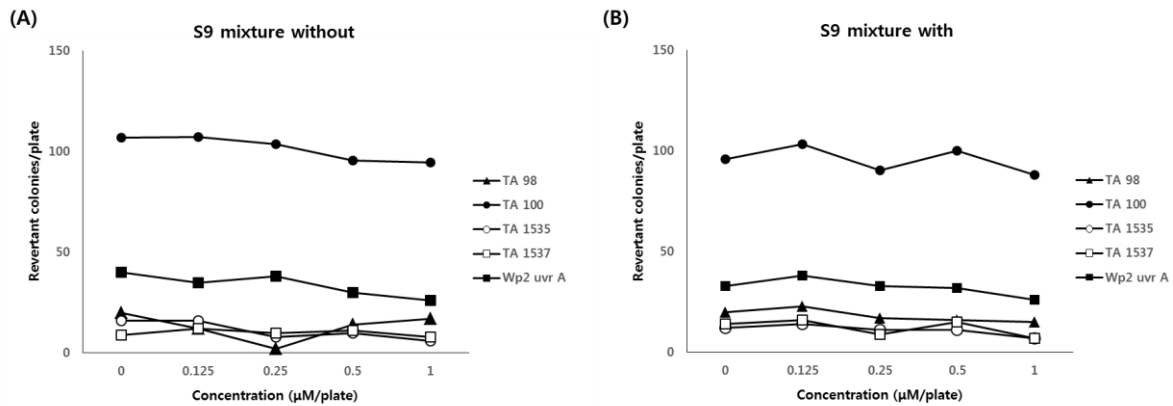 (A)
S9 mixture without
150
100
50
0
Revertant colonies/plate
0 0.125 0.25 0.5 1
Concentration (μM/plate)
TA 98
TA 100
TA 1535
TA 1537
Wp2 uvr A
(B)
S9 mixture with
150
100
50
0
Revertant colonies/plate
0 0.125 0.25 0.5 1
Concentration (μM/plate)
TA 98
TA 100
TA 1535
TA 1537
Wp2 uvr A